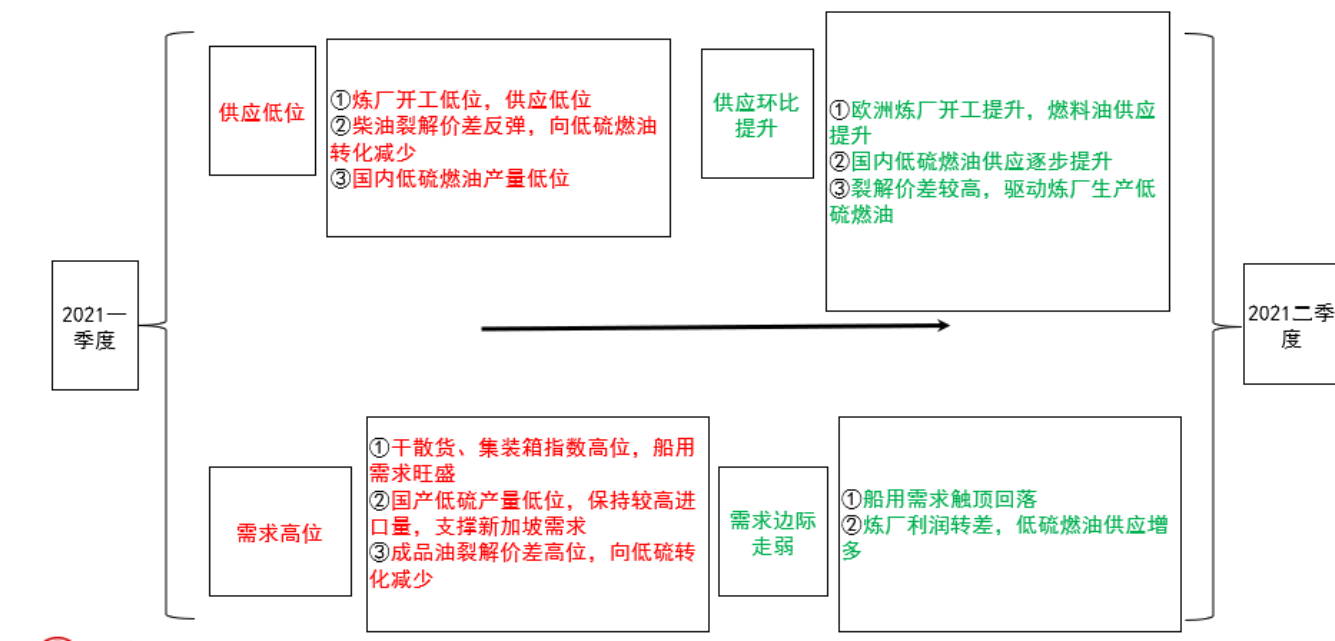 2021一
季度
供应低位
①炼厂开工低位，供应低位
②柴油裂解价差反弹，向低硫燃油
转化减少
③国内低硫燃油产量低位
供应环比
提升
①欧洲炼厂开工提升，燃料油供应
提升
②国内低硫燃油供应逐步提升
③裂解价差较高，驱动炼厂生产低
硫燃油
需求高位
①干散货、集装箱指数高位，船用
需求旺盛
②国产低硫产量低位，保持较高进
口量，支撑新加坡需求
③成品油裂解价差高位，向低硫转
化减少
需求边际
走弱
①船用需求触顶回落
②炼厂利润转差，低硫燃油供应增
多
2021二季
度